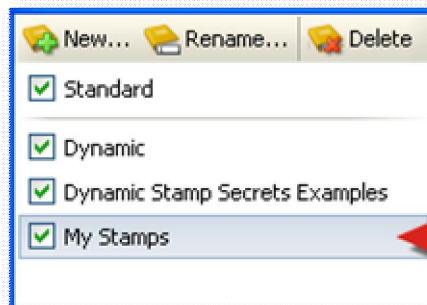 New... Rename... Delete
Standard
Dynamic
Dynamic Stamp Secrets Examples
My Stamps